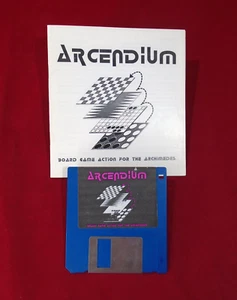 ARCENDIUM
BOARD GAME ACTION FOR THE ARCHIMEDES
ARCENDIUM